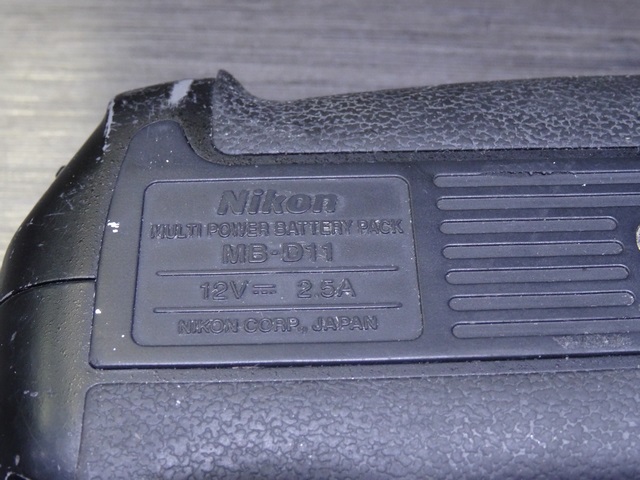 Nikon
MULTI POWER BATTERY PACK
MB-D11
12V⎓ 2.5A
NIKON CORP., JAPAN